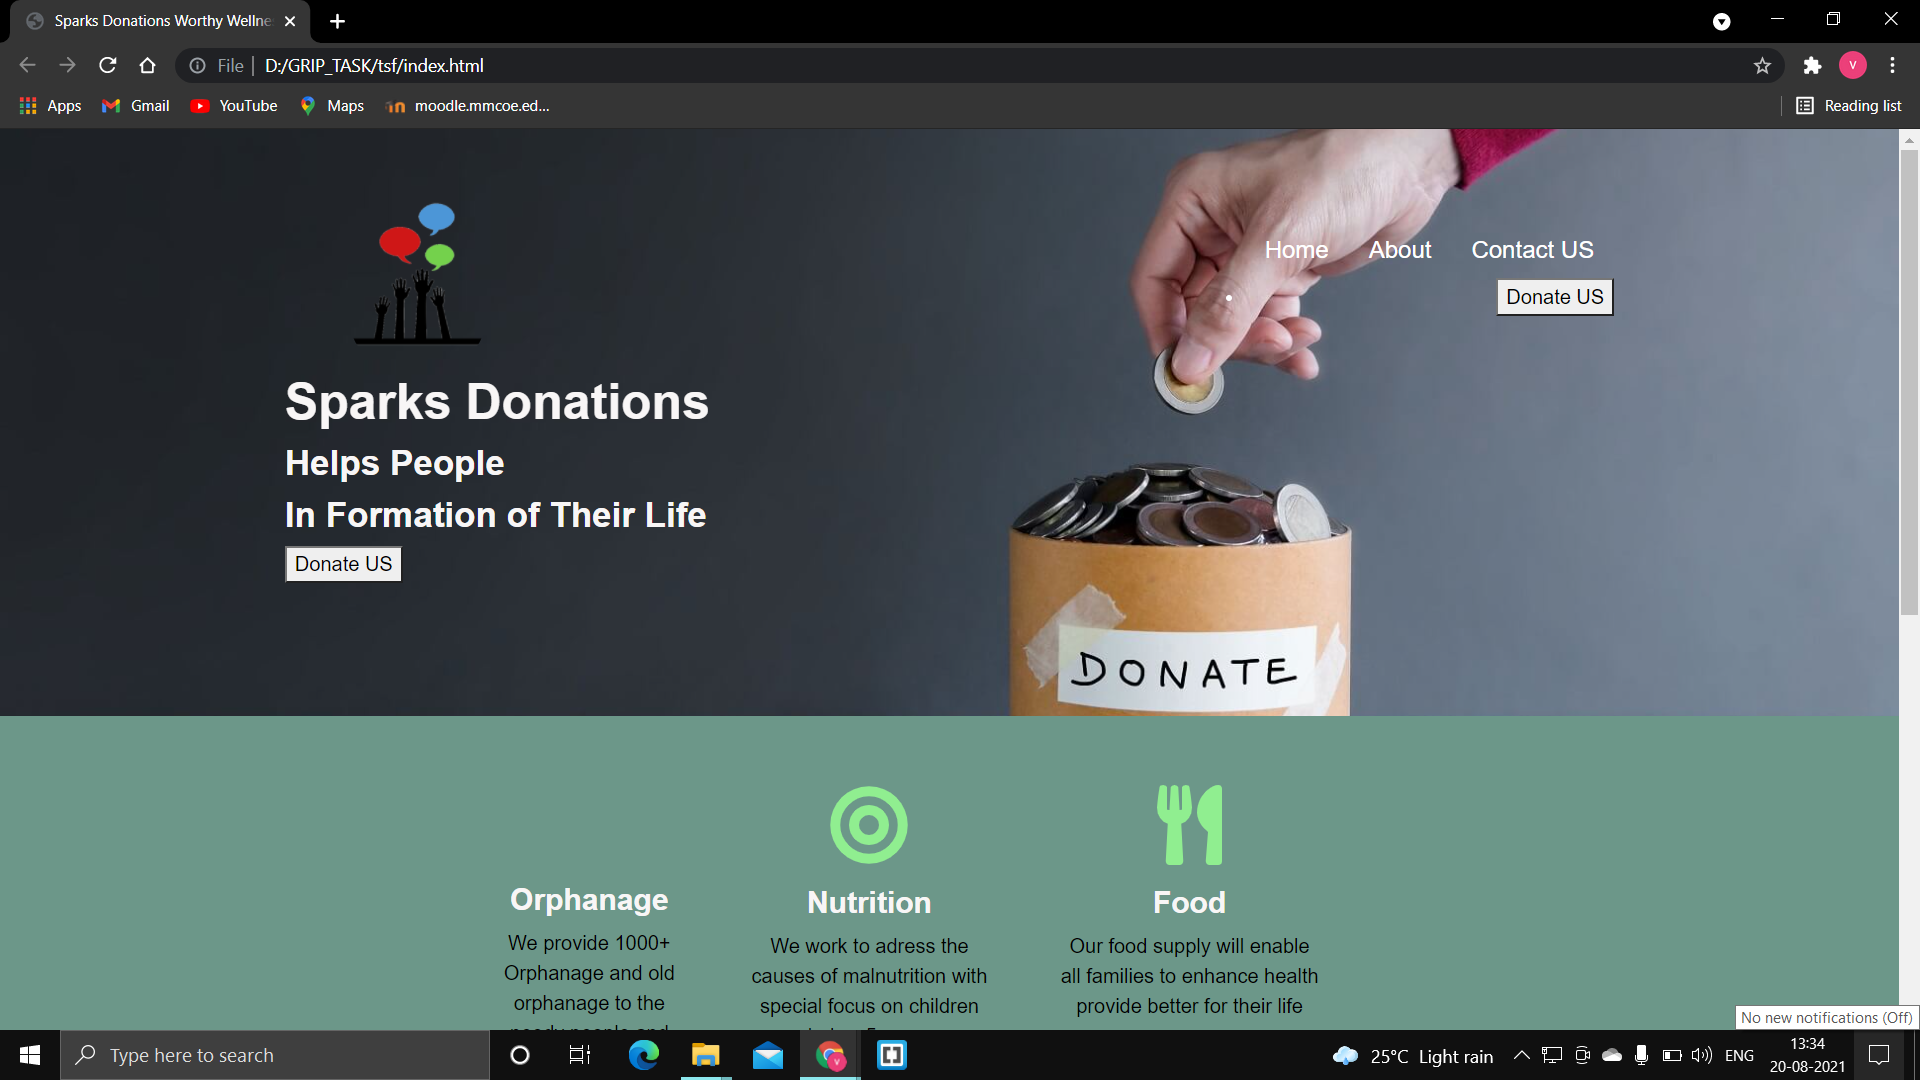 Sparks Donations Worthy Wellne
File
D:/GRIP_TASK/tsf/index.html
Apps
Gmail
YouTube
Maps
moodle.mmcoe.ed...
Reading list
V
Home
About
Contact US
Donate US
Sparks Donations
Helps People
In Formation of Their Life
Donate US
DONATE
Orphanage
We provide 1000+
Orphanage and old
orphanage to the
needy people and
Nutrition
We work to adress the
causes of malnutrition with
special focus on children
Food
Our food supply will enable
all families to enhance health
provide better for their life
No new notifications (Off)
Type here to search
25°C Light rain
ENG
13:34
20-08-2021